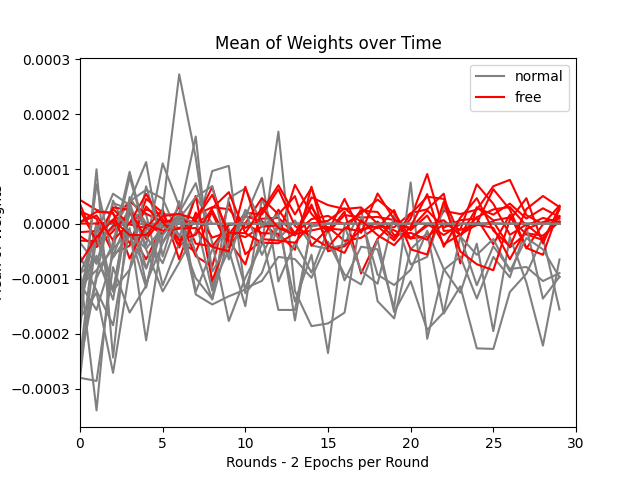 Mean of Weights over Time
normal
free
0.0003
0.0002
0.0001
0.0000
−0.0001
−0.0002
−0.0003
0 5 10 15 20 25 30
Rounds - 2 Epochs per Round